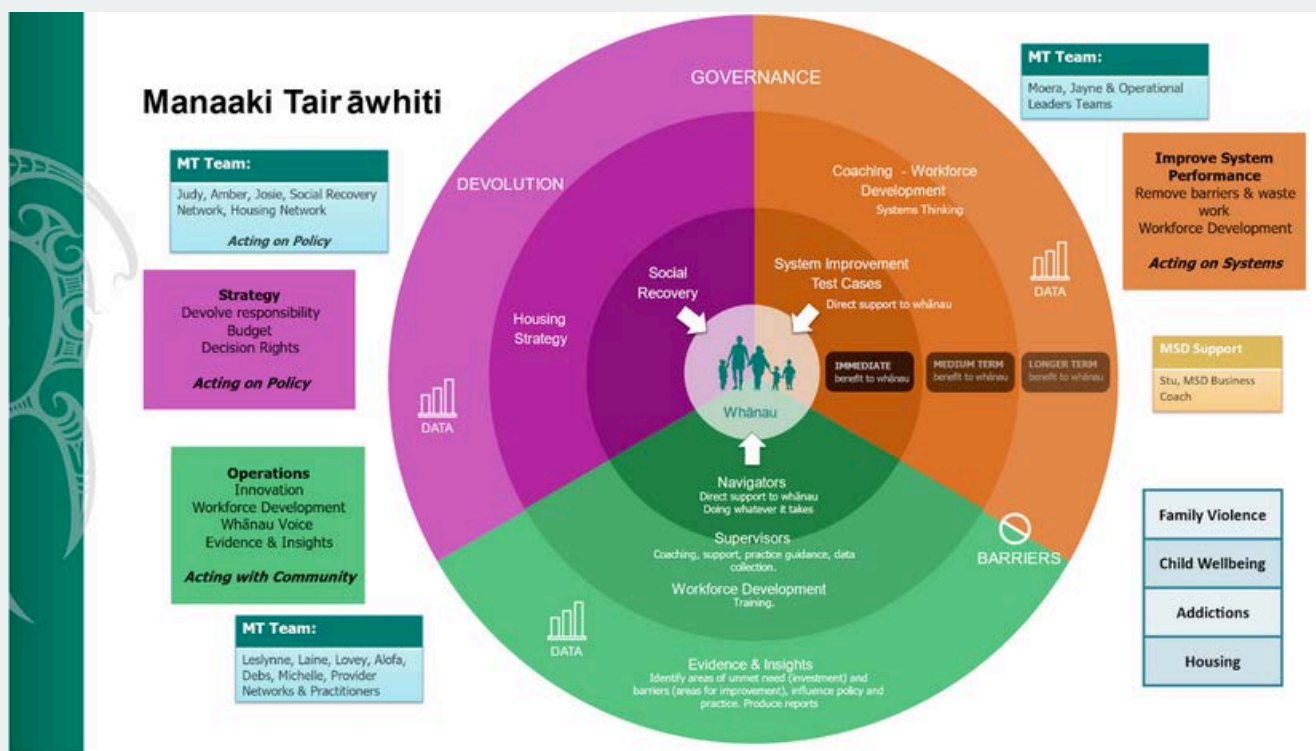 Manaaki Tairāwhiti
MT Team:
Judy, Amber, Josie, Social Recovery
Network, Housing Network
Acting on Policy
Strategy
Devolve responsibility
Budget
Decision Rights
Acting on Policy
Operations
Innovation
Workforce Development
Whānau Voice
Evidence & Insights
Acting with Community
MT Team:
Leslynne, Laine, Lovey, Alofa,
Debs, Michelle, Provider
Networks & Practitioners
GOVERNANCE
DEVOLUTION
Housing
Strategy
Social
Recovery
DATA
Coaching - Workforce
Development
Systems Thinking
System Improvement
Test Cases
Direct support to whānau
DATA
IMMEDIATE
benefit to whānau
MEDIUM TERM
benefit to whānau
LONGER TERM
benefit to whānau
Whānau
Navigators
Direct support to whānau
Doing whatever it takes
Supervisors
Coaching, support, practice guidance, data
collection.
Workforce Development
Training.
BARRIERS
DATA
Evidence & Insights
Identify areas of unmet need (investment) and
barriers (areas for improvement), influence policy and
practice. Produce reports
MT Team:
Moera, Jayne & Operational
Leaders Teams
Improve System
Performance
Remove barriers & waste
work
Workforce Development
Acting on Systems
MSD Support
Stu, MSD Business
Coach
Family Violence
Child Wellbeing
Addictions
Housing